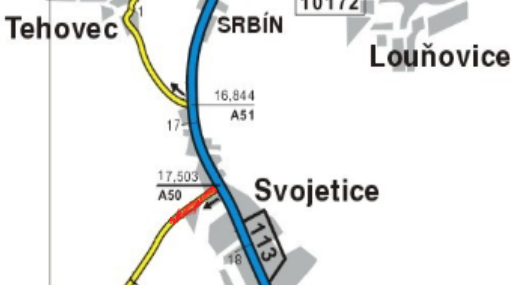 10172
1
Tehovec
SRBÍN
Louňovice
16,844
A51
17
17,503
A50
Svojetice
113
18